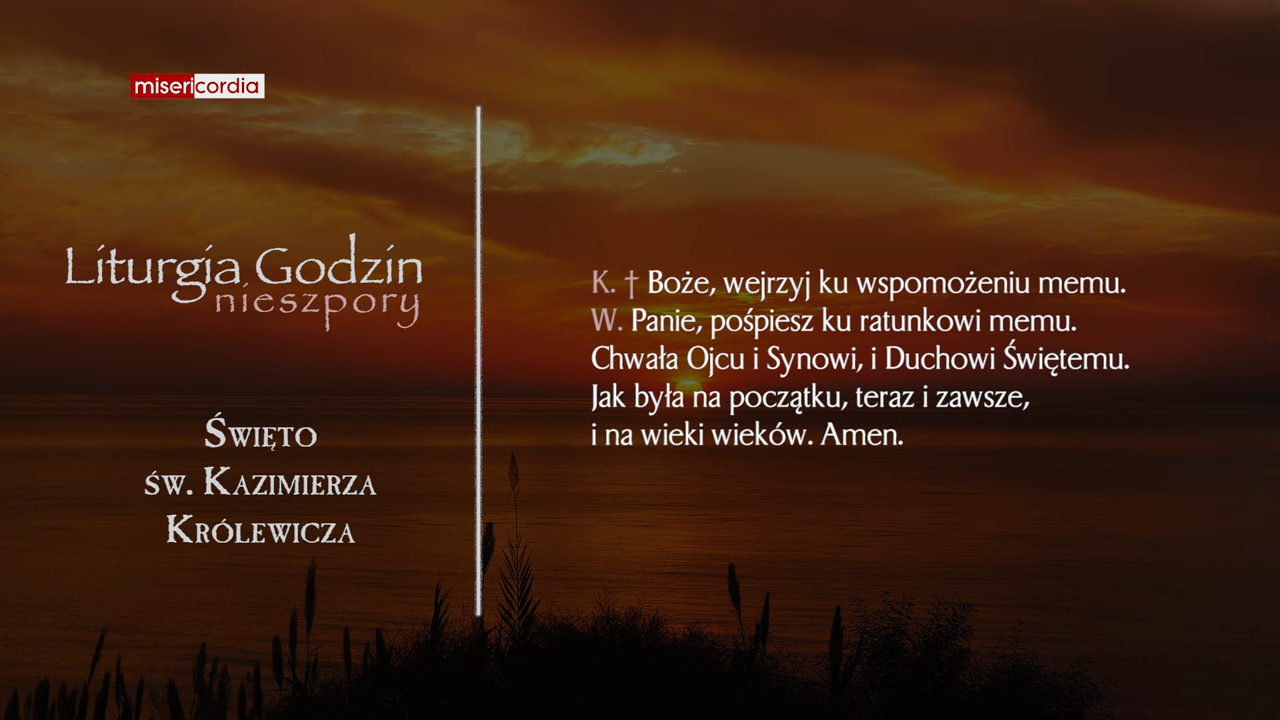 misericordia
Liturgia Godzin
nieszpory
Święto
św. Kazimierza
Królewicza
K. † Boże, wejrzyj ku wspomożeniu memu.
W. Panie, pośpiesz ku ratunkowi memu.
Chwała Ojcu i Synowi, i Duchowi Świętemu.
Jak była na początku, teraz i zawsze,
i na wieki wieków. Amen.